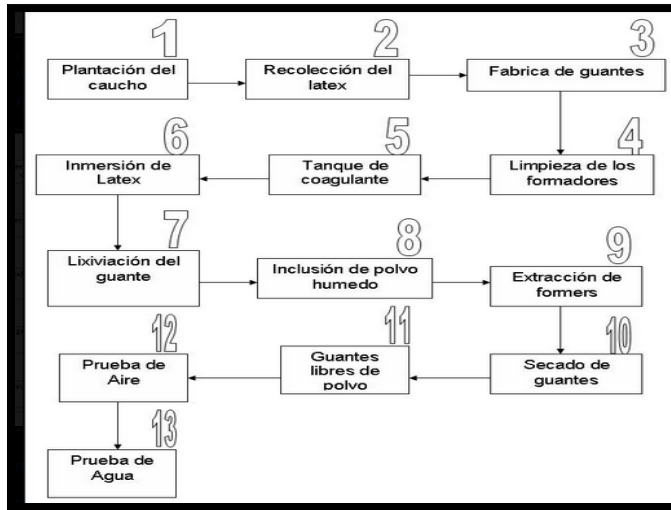 1
Plantación del
caucho
2
Recolección del
latex
3
Fabrica de guantes
4
Limpieza de los
formadores
5
Tanque de
coagulante
6
Inmersión de
Latex
7
Lixiviación del
guante
8
Inclusión de polvo
humedo
9
Extracción de
formers
10
Secado de
guantes
11
Guantes
libres de
polvo
12
Prueba de
Aire
13
Prueba de
Agua